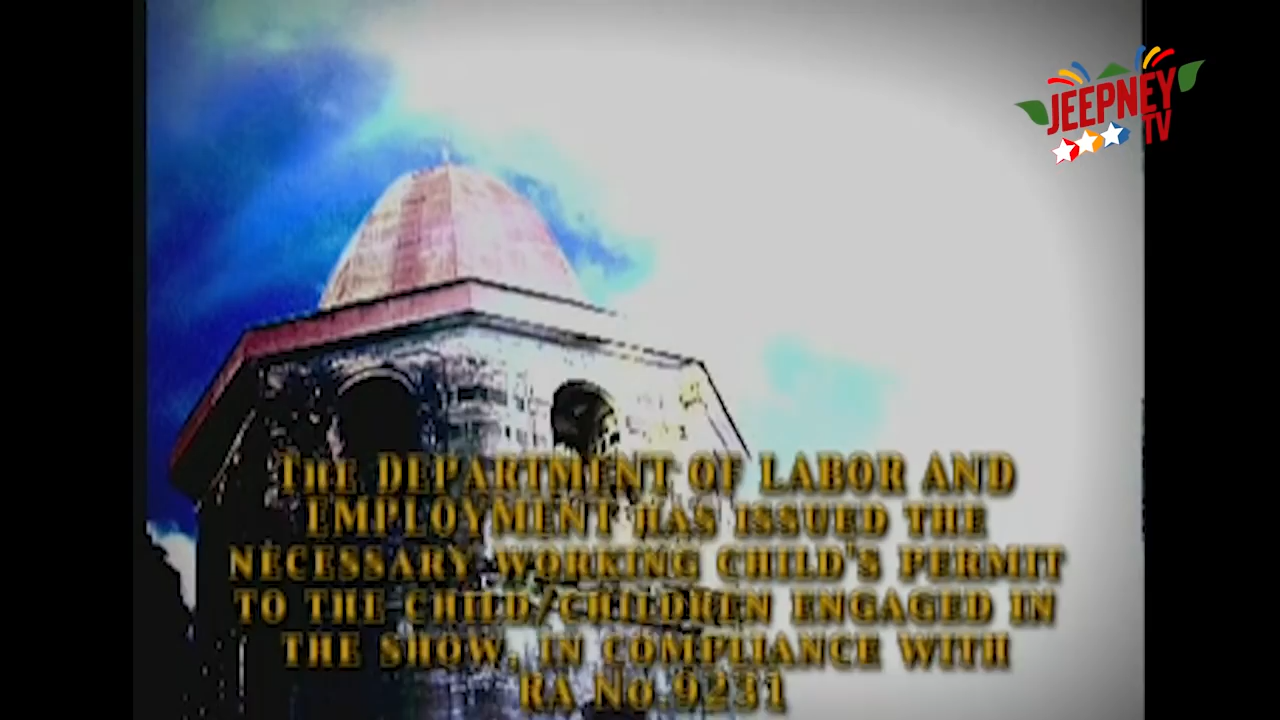 JEEPNEY
TV
THE DEPARTMENT OF LABOR AND
EMPLOYMENT HAS ISSUED THE
NECESSARY WORKING CHILD'S PERMIT
TO THE CHILD/CHILDREN ENGAGED IN
THE SHOW, IN COMPLIANCE WITH
RA NO.9231